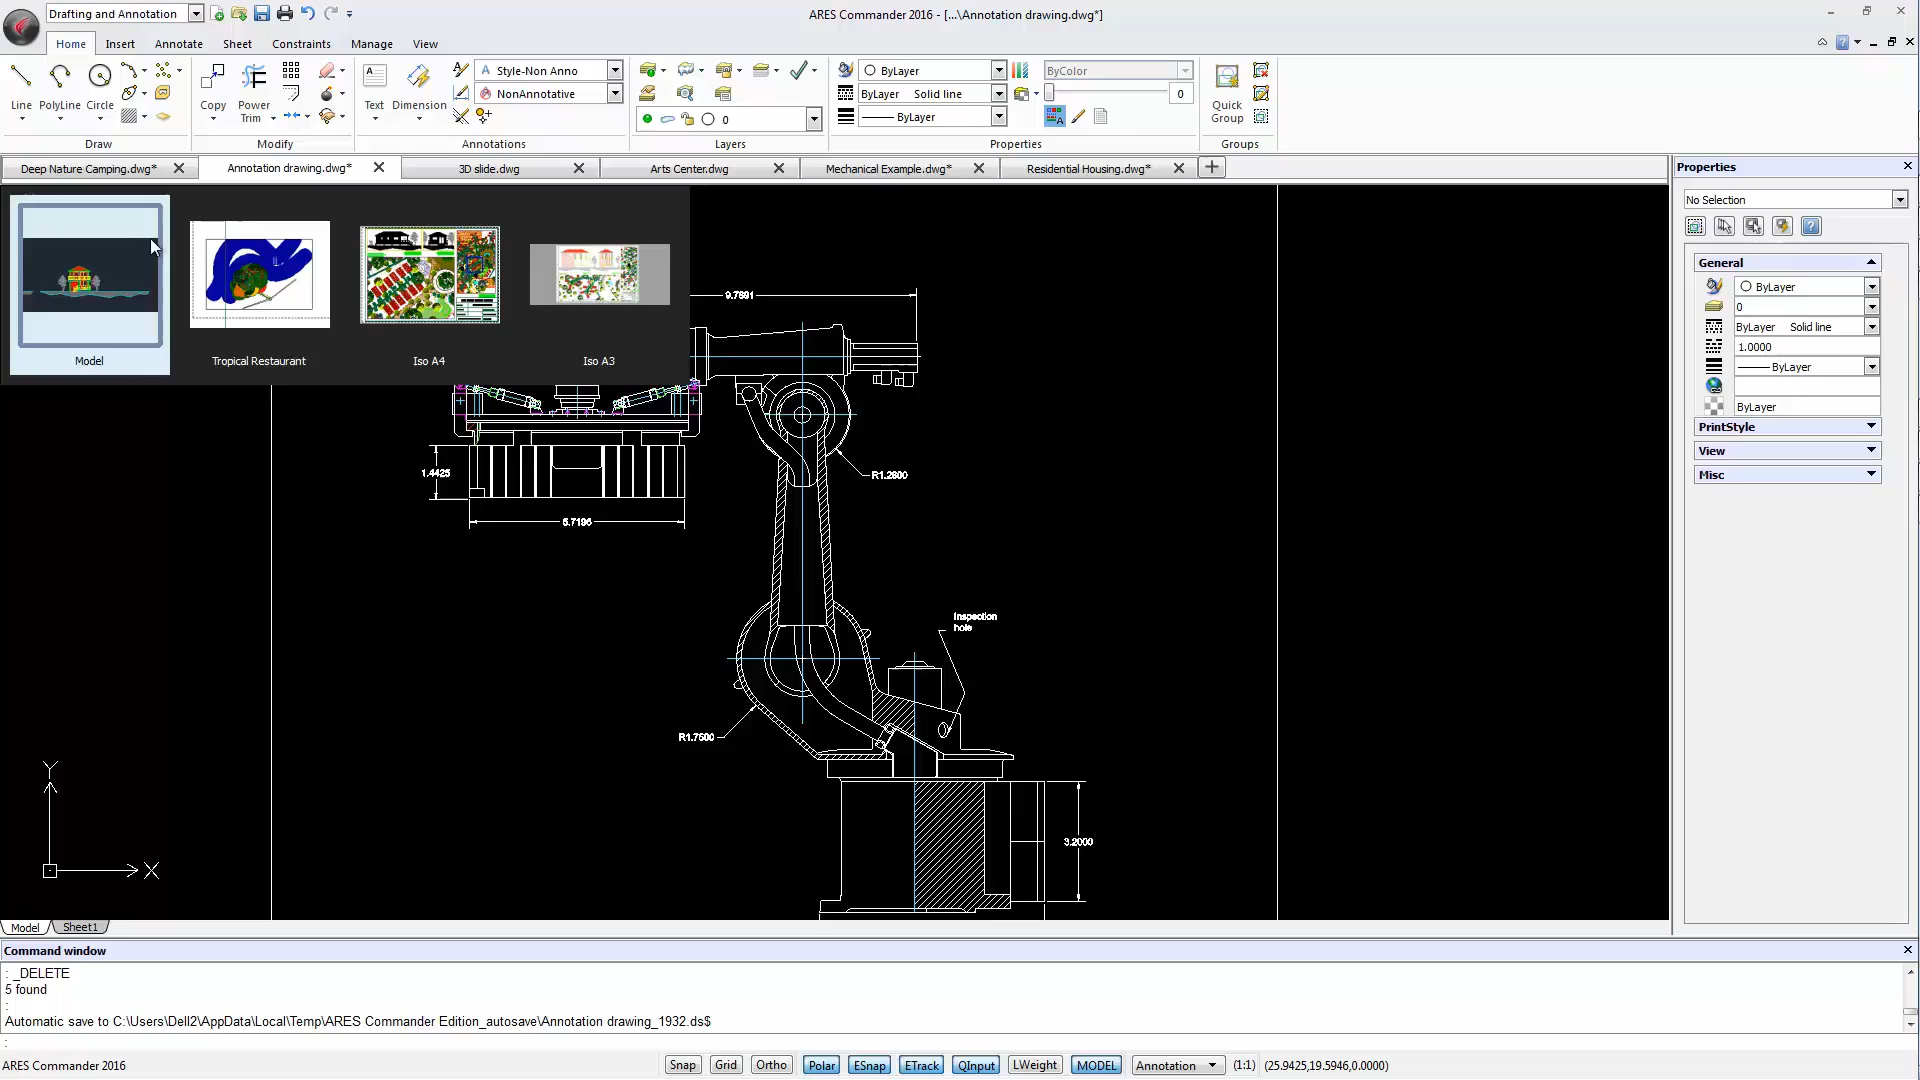 Drafting and Annotation
ARES Commander 2016 - [...\Annotation drawing.dwg*]
Home Insert Annotate Sheet Constraints Manage View
Line PolyLine Circle Copy Power Trim Text Dimension
A Style-Non Anno
NonAnnotative
0
ByLayer
ByLayer Solid line
ByLayer
ByColor
0
Quick Group
Draw Modify Annotations Layers Properties Groups
Deep Nature Camping.dwg* Annotation drawing.dwg* 3D slide.dwg Arts Center.dwg Mechanical Example.dwg* Residential Housing.dwg*
Properties
No Selection
General
ByLayer
0
ByLayer Solid line
1.0000
ByLayer
ByLayer
PrintStyle
View
Misc
Model Tropical Restaurant Iso A4 Iso A3
9.7891
1.4425
5.7195
R1.2600
Inspection
hole
R1.7500
3.2000
Y
X
Model Sheet1
Command window
: _DELETE
5 found
:
Automatic save to C:\Users\Dell2\AppData\Local\Temp\ARES Commander Edition_autosave\Annotation drawing_1932.ds$
:
ARES Commander 2016
Snap Grid Ortho Polar ESnap ETrack QInput LWeight MODEL Annotation (1:1) (25.9425,19.5946,0.0000)